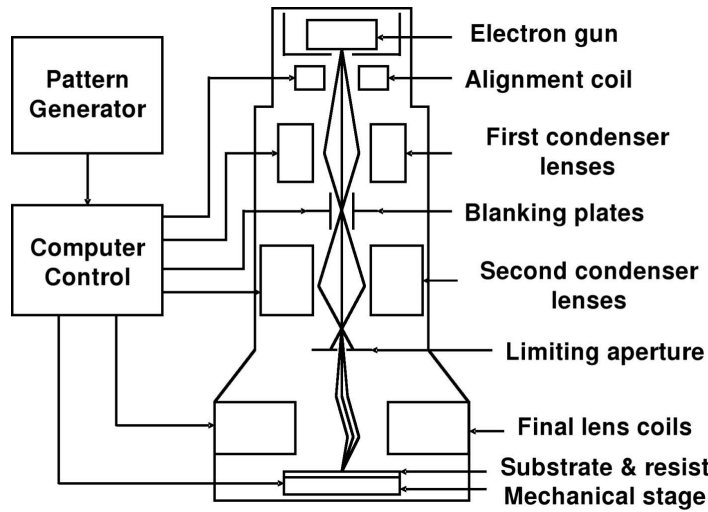 Pattern
Generator
Computer
Control
Electron gun
Alignment coil
First condenser
lenses
Blanking plates
Second condenser
lenses
Limiting aperture
Final lens coils
Substrate & resist
Mechanical stage